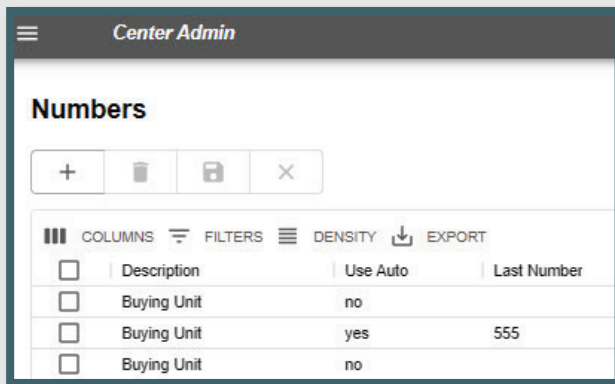 Center Admin
Numbers
COLUMNS FILTERS DENSITY EXPORT
Description Use Auto Last Number
Buying Unit no
Buying Unit yes 555
Buying Unit no